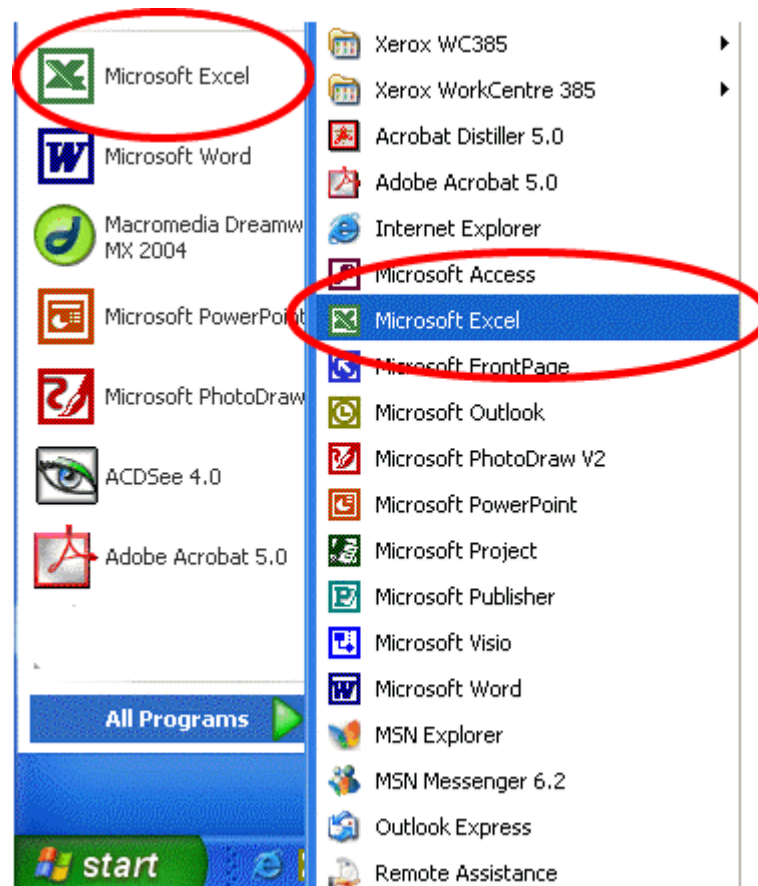 Microsoft Excel
Microsoft Word
Macromedia Dreamw
MX 2004
Microsoft PowerPoint
Microsoft PhotoDraw
ACDSee 4.0
Adobe Acrobat 5.0
All Programs
start
Xerox WC385
Xerox WorkCentre 385
Acrobat Distiller 5.0
Adobe Acrobat 5.0
Internet Explorer
Microsoft Access
Microsoft Excel
Microsoft FrontPage
Microsoft Outlook
Microsoft PhotoDraw V2
Microsoft PowerPoint
Microsoft Project
Microsoft Publisher
Microsoft Visio
Microsoft Word
MSN Explorer
MSN Messenger 6.2
Outlook Express
Remote Assistance